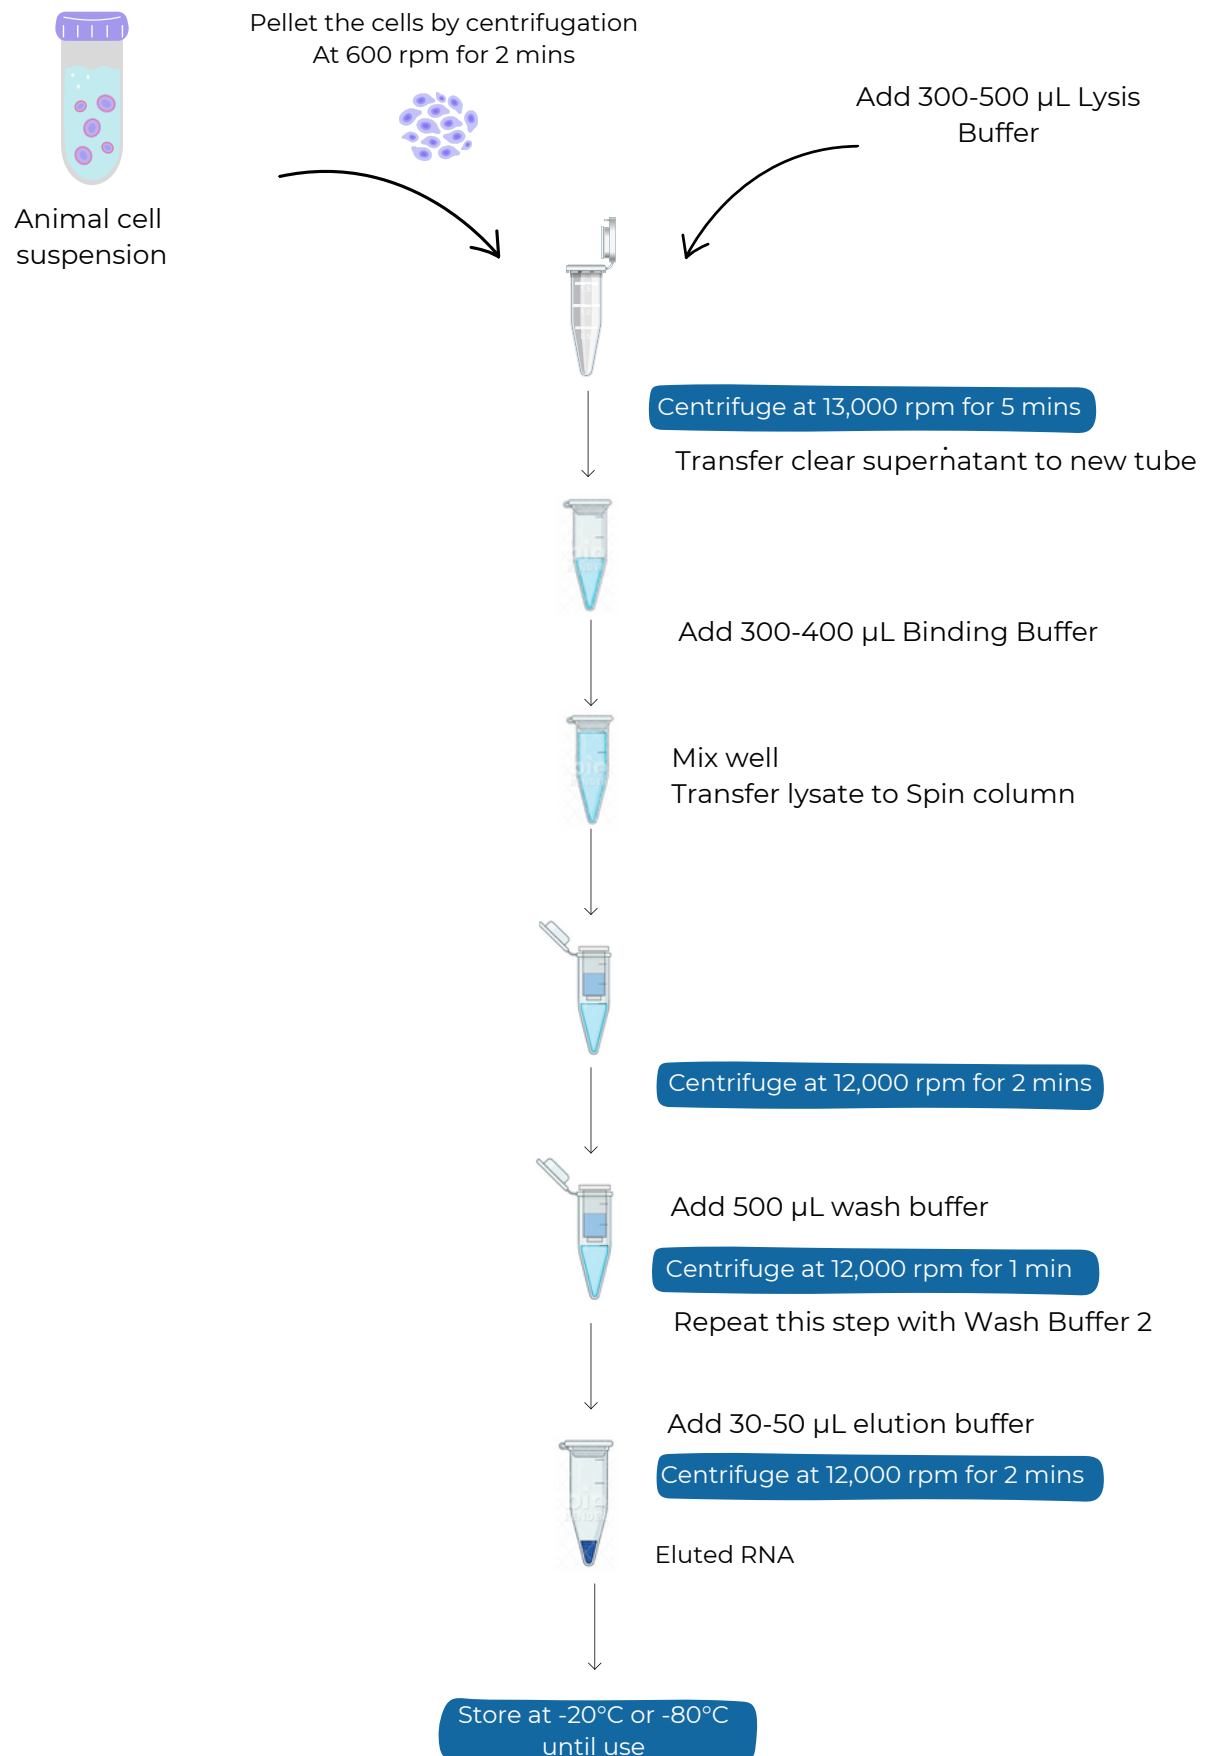 Pellet the cells by centrifugation
At 600 rpm for 2 mins
Add 300-500 µL Lysis
Buffer
Animal cell
suspension
Centrifuge at 13,000 rpm for 5 mins
Transfer clear supernatant to new tube
Add 300-400 µL Binding Buffer
Mix well
Transfer lysate to Spin column
Centrifuge at 12,000 rpm for 2 mins
Add 500 µL wash buffer
Centrifuge at 12,000 rpm for 1 min
Repeat this step with Wash Buffer 2
Add 30-50 µL elution buffer
Centrifuge at 12,000 rpm for 2 mins
Eluted RNA
Store at -20°C or -80°C
until use